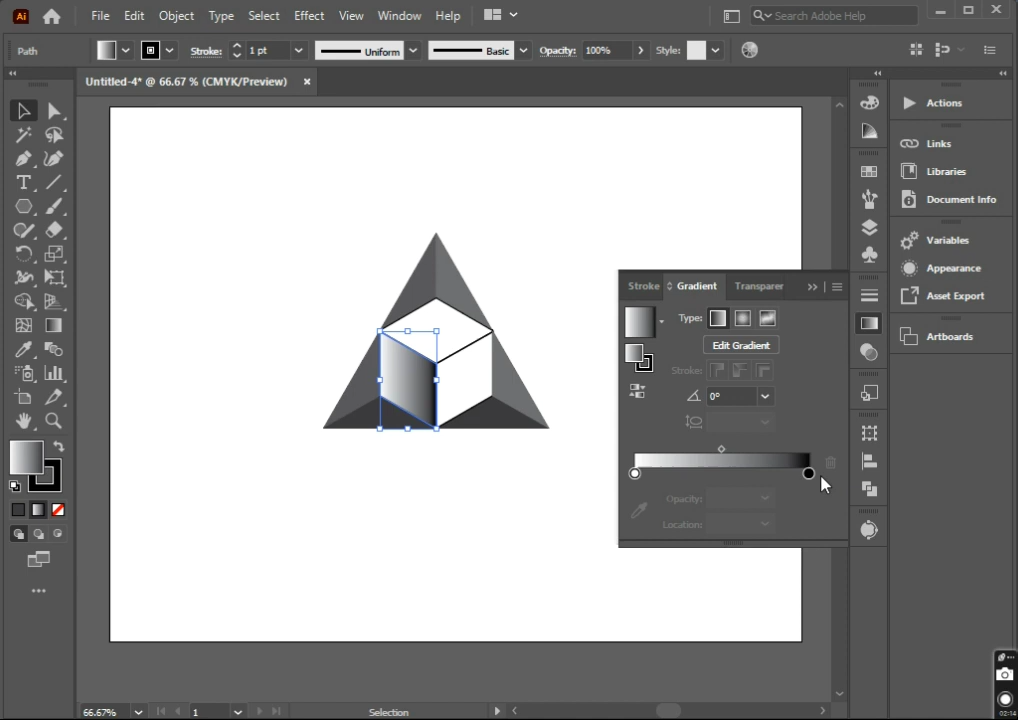 Ai File Edit Object Type Select Effect View Window Help Search Adobe Help
Path Stroke: 1 pt Uniform Basic Opacity: 100% Style:
Untitled-4* @ 66.67 % (CMYK/Preview) ×
Actions
Links
Libraries
Document Info
Variables
Appearance
Asset Export
Artboards
Stroke Gradient Transparer
Type:
Edit Gradient
Stroke:
0°
Opacity:
Location:
66.67% 1 Selection
02:14